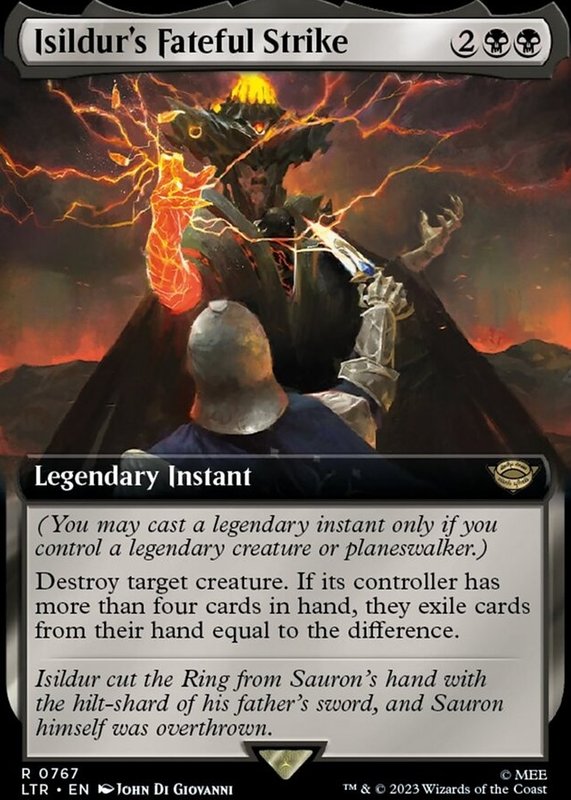 Isildur's Fateful Strike 2
Legendary Instant
(You may cast a legendary instant only if you
control a legendary creature or planeswalker.)
Destroy target creature. If its controller has
more than four cards in hand, they exile cards
from their hand equal to the difference.
Isildur cut the Ring from Sauron's hand with
the hilt-shard of his father's sword, and Sauron
himself was overthrown.
R 0767 © MEE
LTR • EN John Di Giovanni ™ & © 2023 Wizards of the Coast